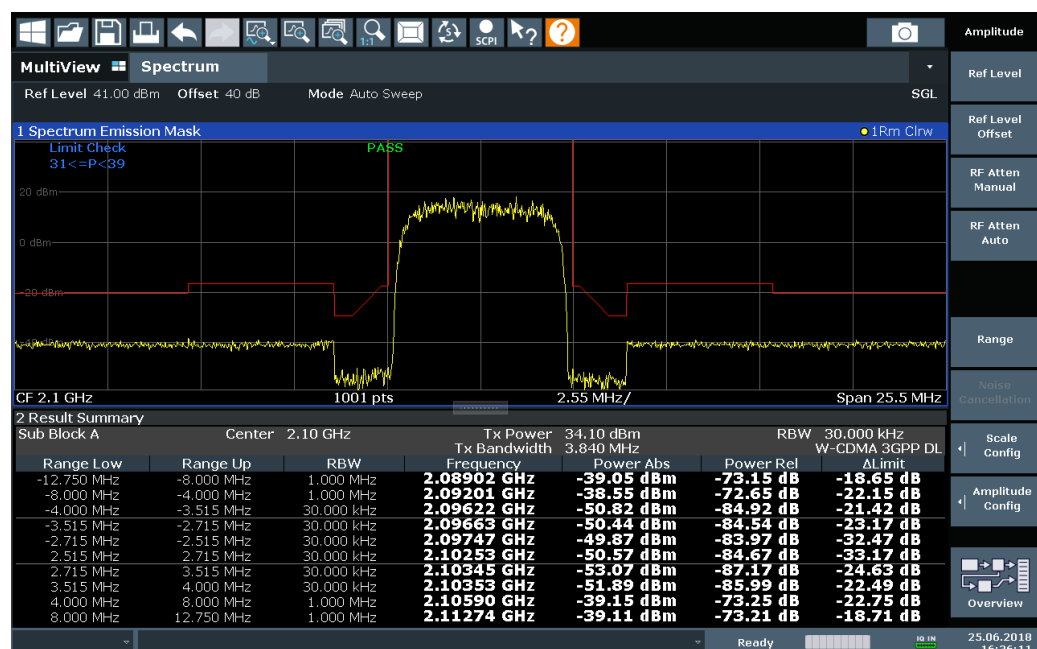 1:1
SCPI
?
?
Amplitude
MultiView Spectrum
Ref Level 41.00 dBm Offset 40 dB Mode Auto Sweep
SGL
1 Spectrum Emission Mask
1Rm Clrw
Limit Check
PASS
31<=P<39
20 dBm
0 dBm
-20 dBm
CF 2.1 GHz 1001 pts 2.55 MHz/ Span 25.5 MHz
2 Result Summary
Sub Block A Center 2.10 GHz Tx Power 34.10 dBm RBW 30.000 kHz
Tx Bandwidth 3.840 MHz W-CDMA 3GPP DL
Range Low Range Up RBW Frequency Power Abs Power Rel ΔLimit
-12.750 MHz -8.000 MHz 1.000 MHz 2.08902 GHz -39.05 dBm -73.15 dB -18.65 dB
-8.000 MHz -4.000 MHz 1.000 MHz 2.09201 GHz -38.55 dBm -72.65 dB -22.15 dB
-4.000 MHz -3.515 MHz 30.000 kHz 2.09622 GHz -50.82 dBm -84.92 dB -21.42 dB
-3.515 MHz -2.715 MHz 30.000 kHz 2.09663 GHz -50.44 dBm -84.54 dB -23.17 dB
-2.715 MHz -2.515 MHz 30.000 kHz 2.09747 GHz -49.87 dBm -83.97 dB -32.47 dB
2.515 MHz 2.715 MHz 30.000 kHz 2.10253 GHz -50.57 dBm -84.67 dB -33.17 dB
2.715 MHz 3.515 MHz 30.000 kHz 2.10345 GHz -53.07 dBm -87.17 dB -24.63 dB
3.515 MHz 4.000 MHz 30.000 kHz 2.10353 GHz -51.89 dBm -85.99 dB -22.49 dB
4.000 MHz 8.000 MHz 1.000 MHz 2.10590 GHz -39.15 dBm -73.25 dB -22.75 dB
8.000 MHz 12.750 MHz 1.000 MHz 2.11274 GHz -39.11 dBm -73.21 dB -18.71 dB
Ready
IQ IN
Ref Level
Ref Level
Offset
RF Atten
Manual
RF Atten
Auto
Range
Noise
Cancellation
Scale
Config
Amplitude
Config
Overview
25.06.2018